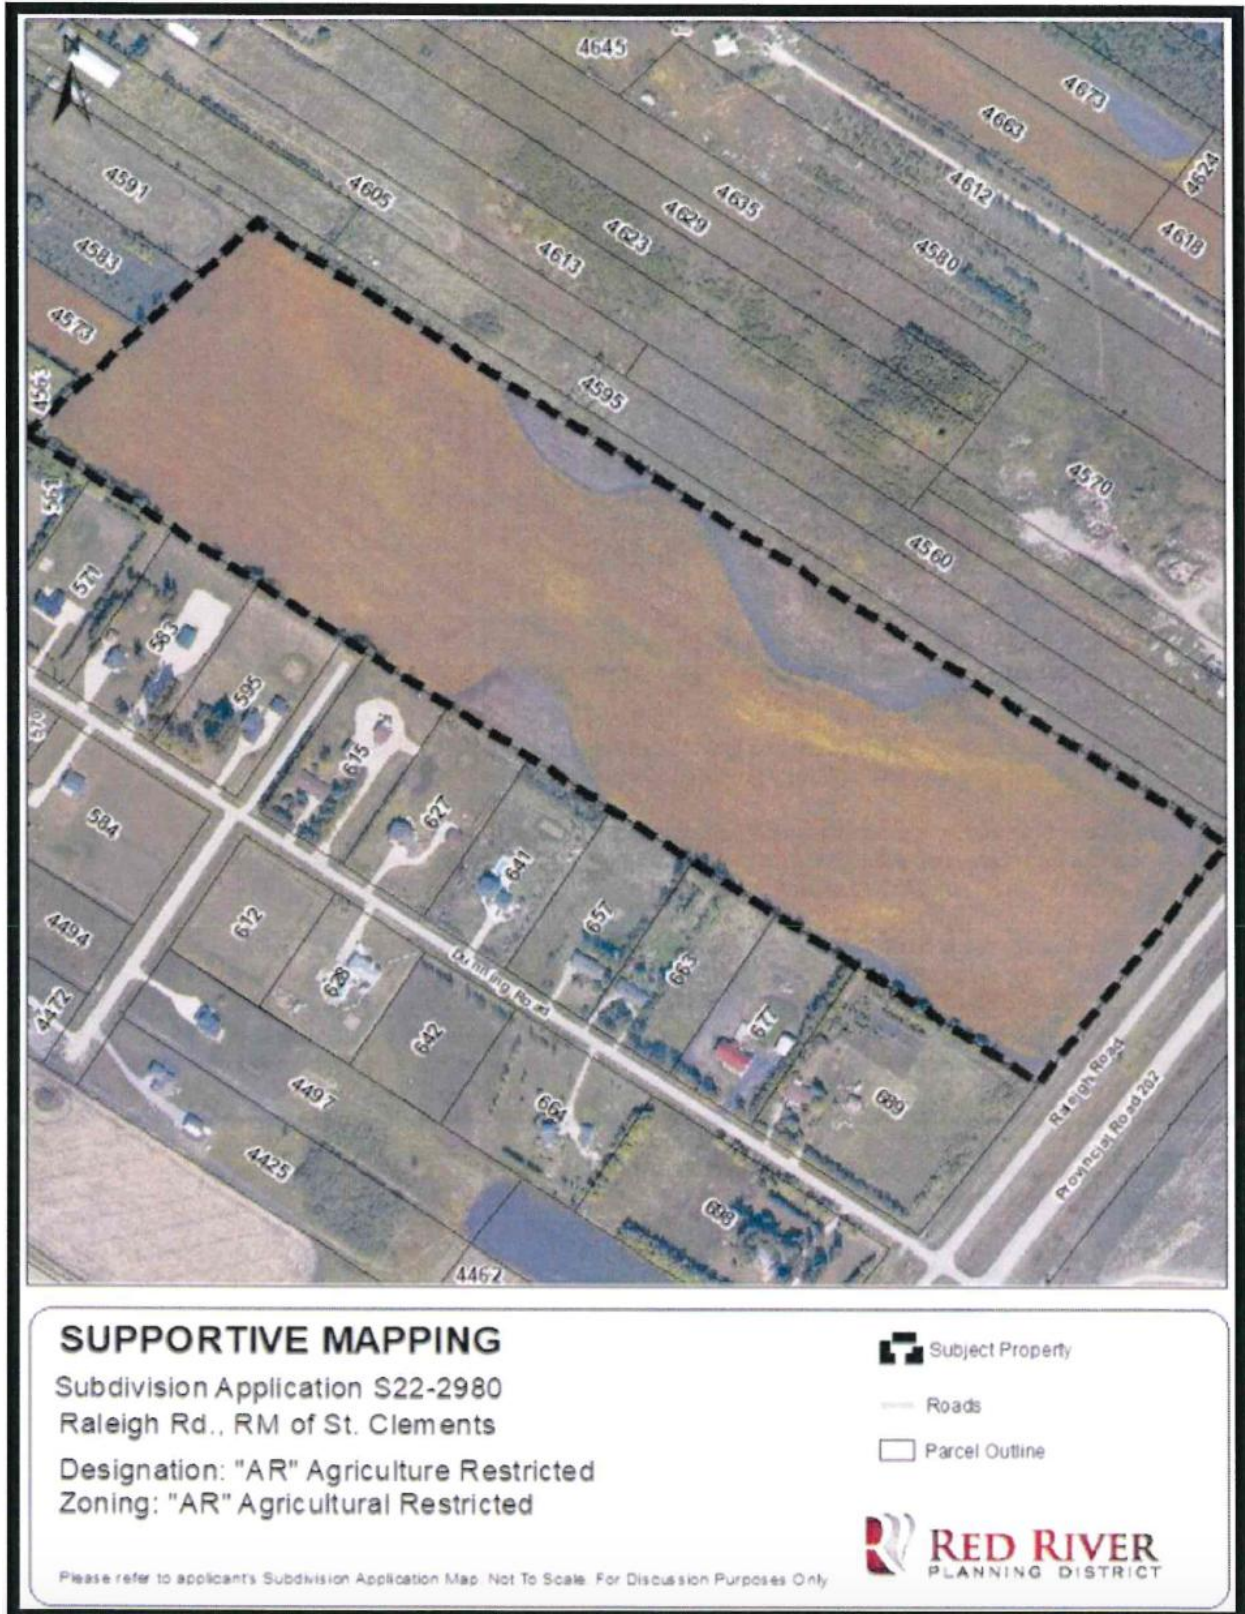 N
4645
4673
4663
4624
4612
4618
4591
4605
4635
4629
4623
4580
4583
4613
4573
4563
4595
4570
561
4560
571
583
595
615
627
584
641
612
657
4494
663
628
Dunning Road
4472
642
677
689
Raleigh Road
4497
664
Provincial Road 202
4425
698
4462
SUPPORTIVE MAPPING
Subdivision Application S22-2980
Raleigh Rd., RM of St. Clements
Designation: "AR" Agriculture Restricted
Zoning: "AR" Agricultural Restricted
Please refer to applicant's Subdivision Application Map. Not To Scale. For Discussion Purposes Only
Subject Property
Roads
Parcel Outline
RED RIVER
PLANNING DISTRICT